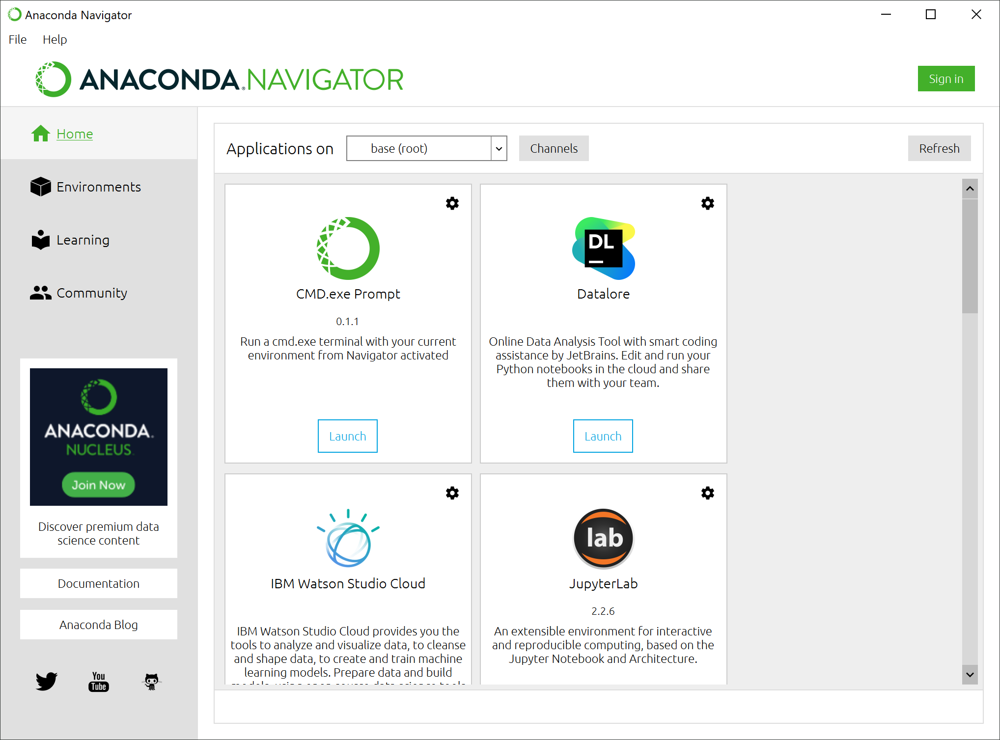 Anaconda Navigator
File Help
ANACONDA.NAVIGATOR
Sign in
Home
Environments
Learning
Community
ANACONDA.
NUCLEUS
Join Now
Discover premium data
science content
Documentation
Anaconda Blog
You
Tube
Applications on base (root) Channels Refresh
CMD.exe Prompt
0.1.1
Run a cmd.exe terminal with your current
environment from Navigator activated
Launch
DL
Datalore
Online Data Analysis Tool with smart coding
assistance by JetBrains. Edit and run your
Python notebooks in the cloud and share
them with your team.
Launch
IBM Watson Studio Cloud
IBM Watson Studio Cloud provides you the
tools to analyze and visualize data, to cleanse
and shape data, to create and train machine
learning models. Prepare data and build
lab
JupyterLab
2.2.6
An extensible environment for interactive
and reproducible computing, based on the
Jupyter Notebook and Architecture.